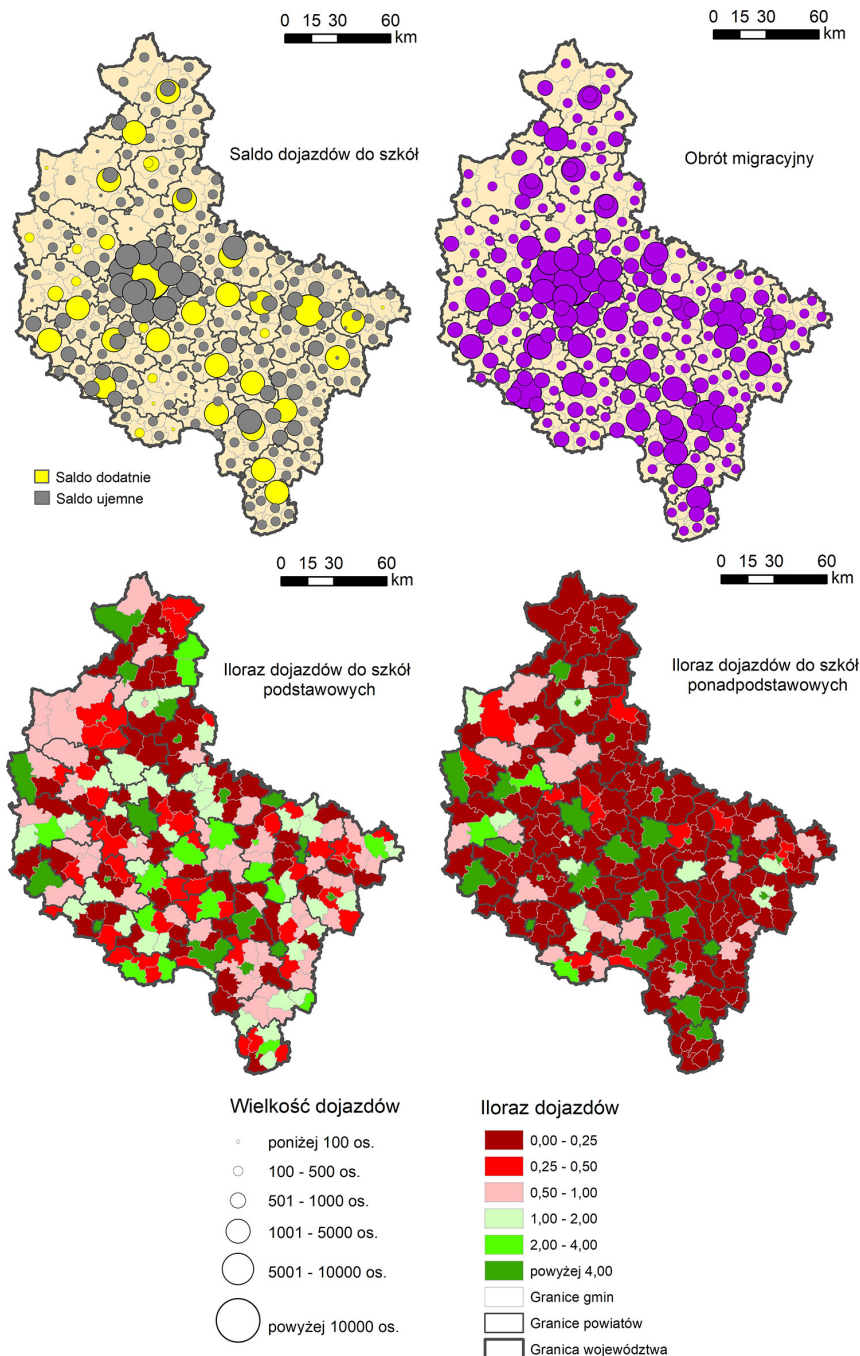 0 15 30 60
km
0 15 30 60
km
Saldo dojazdów do szkół
Obrót migracyjny
Saldo dodatnie
Saldo ujemne
0 15 30 60
km
0 15 30 60
km
Iloraz dojazdów do szkół
podstawowych
Iloraz dojazdów do szkół
ponadpodstawowych
Wielkość dojazdów
poniżej 100 os.
100 - 500 os.
501 - 1000 os.
1001 - 5000 os.
5001 - 10000 os.
powyżej 10000 os.
Iloraz dojazdów
0,00 - 0,25
0,25 - 0,50
0,50 - 1,00
1,00 - 2,00
2,00 - 4,00
powyżej 4,00
Granice gmin
Granice powiatów
Granica województwa